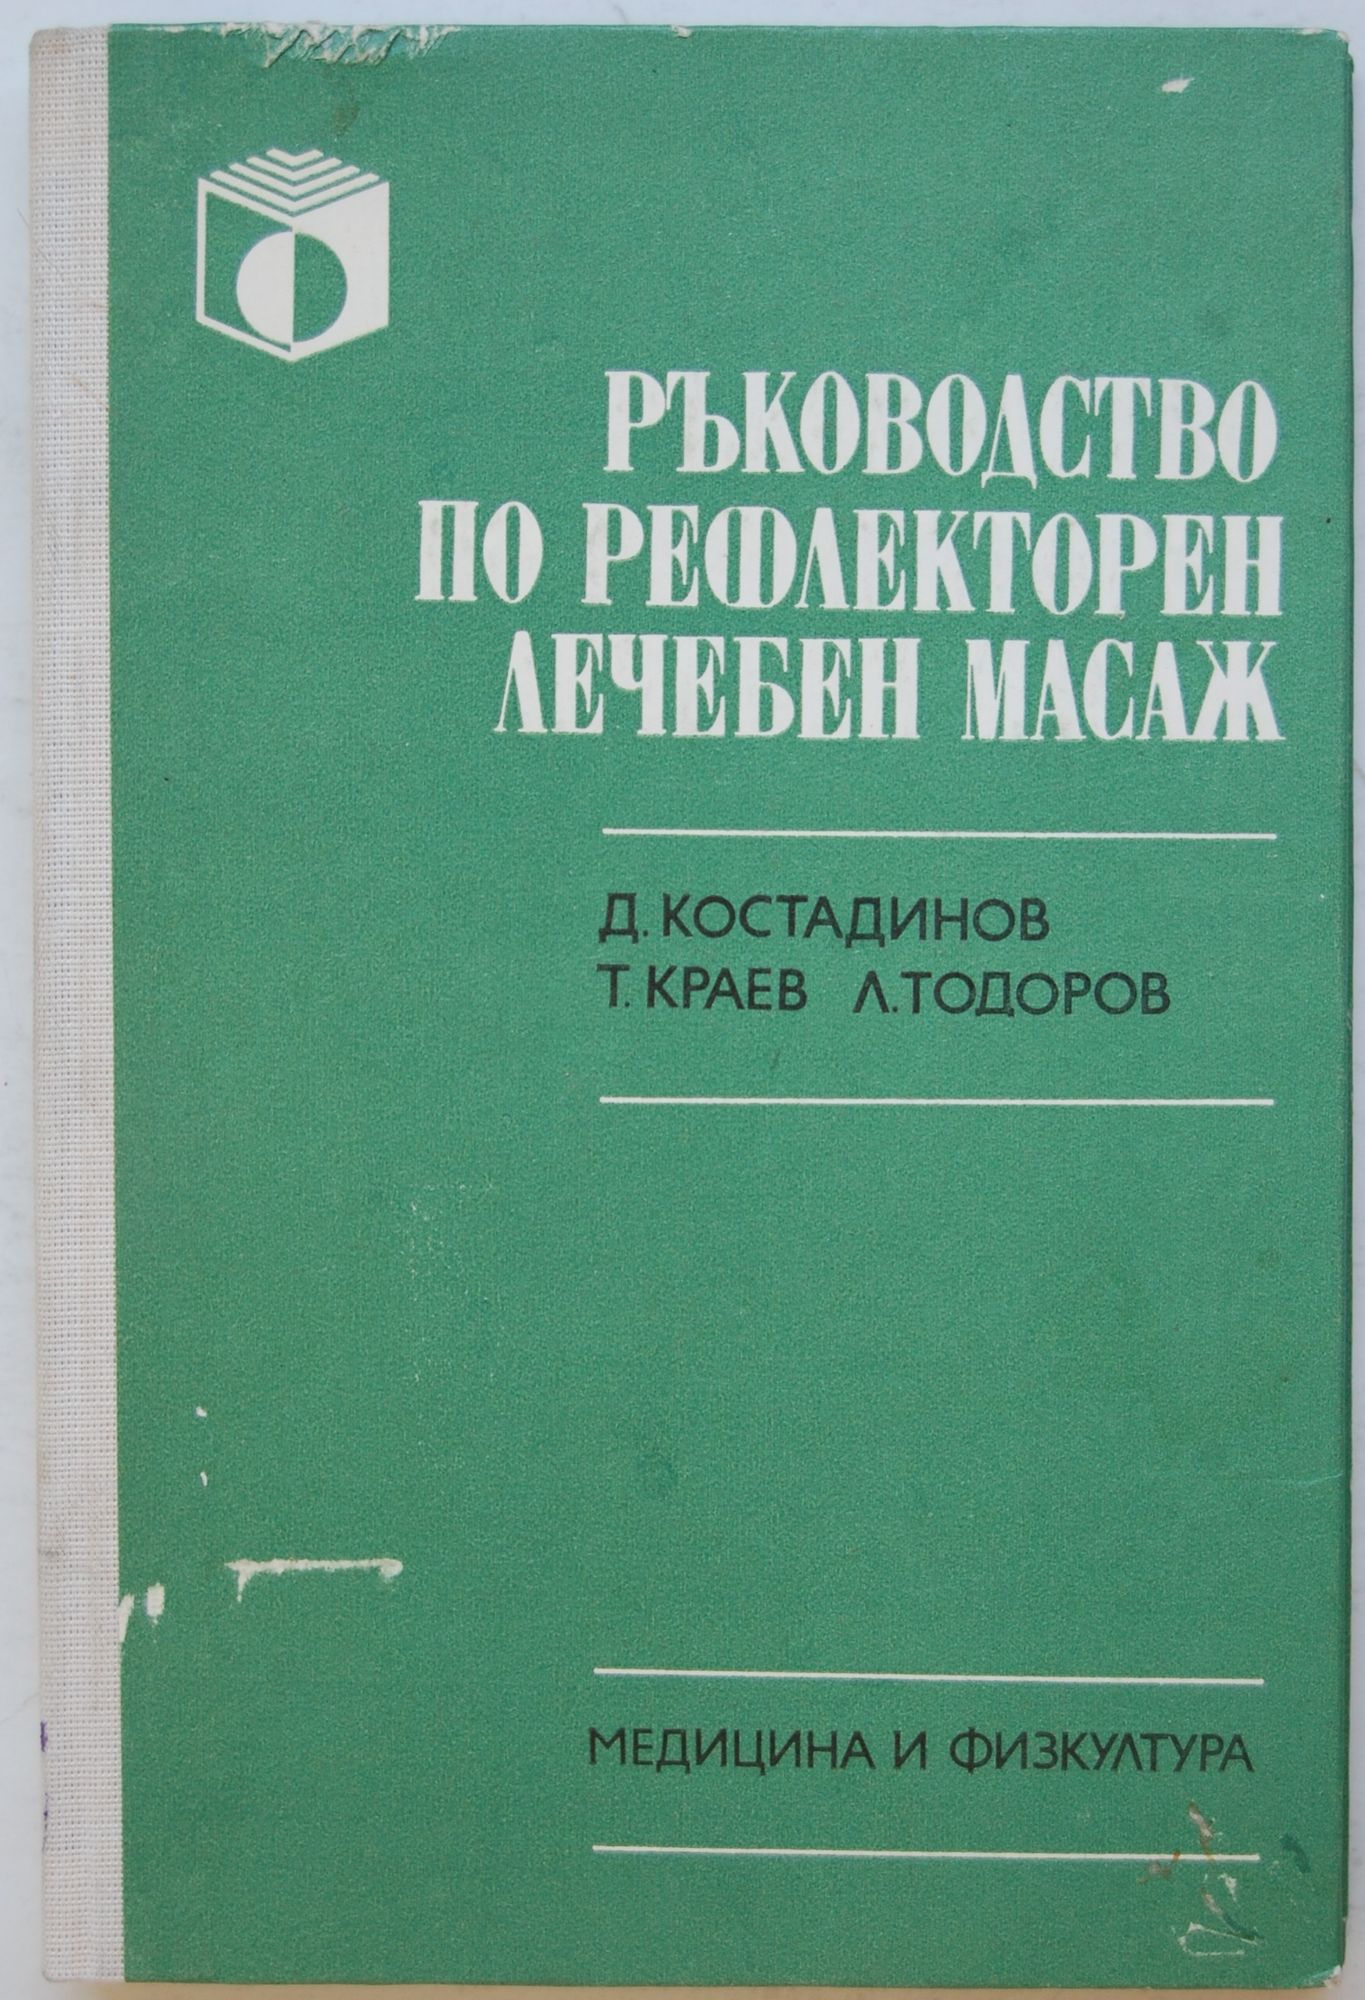 РЪКОВОДСТВО
ПО РЕФЛЕКТОРЕН
ЛЕЧЕБЕН МАСАЖ
Д. КОСТАДИНОВ
Т. КРАЕВ Л. ТОДОРОВ
МЕДИЦИНА И ФИЗКУЛТУРА